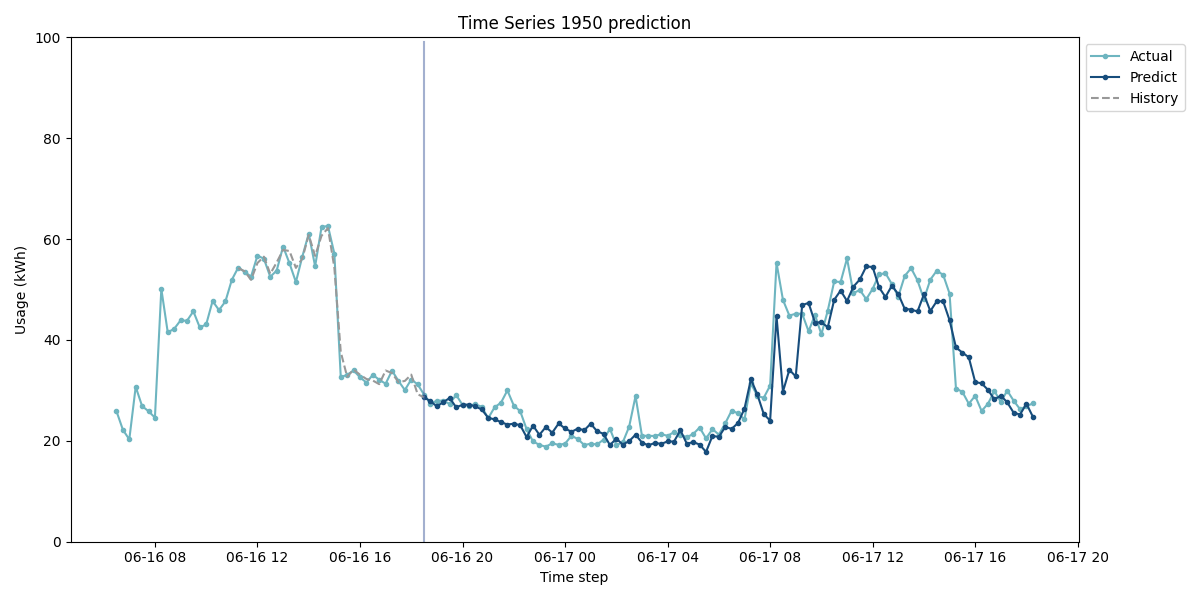 Time Series 1950 prediction
Usage (kWh)
100
80
60
40
20
0
06-16 08
06-16 12
06-16 16
06-16 20
06-17 00
06-17 04
06-17 08
06-17 12
06-17 16
06-17 20
Time step
Actual
Predict
History